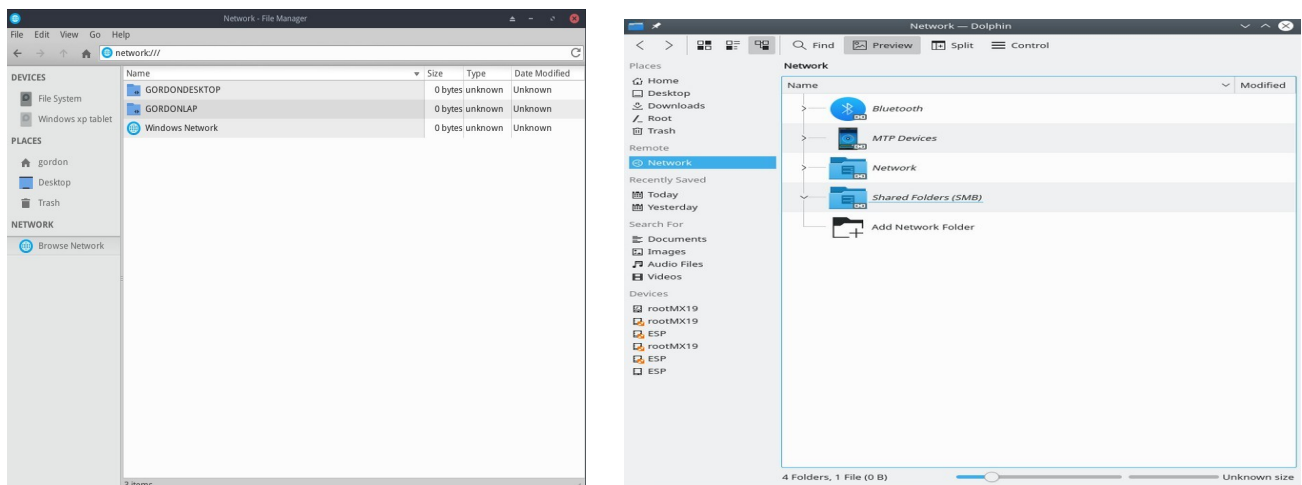 Network - File Manager
File Edit View Go Help
network:///
DEVICES
File System
Windows xp tablet
PLACES
gordon
Desktop
Trash
NETWORK
Browse Network
Name Size Type Date Modified
GORDONDESKTOP 0 bytes unknown Unknown
GORDONLAP 0 bytes unknown Unknown
Windows Network 0 bytes unknown Unknown
3 items
Network — Dolphin
Find Preview Split Control
Places
Home
Desktop
Downloads
Root
Trash
Remote
Network
Recently Saved
Today
Yesterday
Search For
Documents
Images
Audio Files
Videos
Devices
rootMX19
rootMX19
ESP
rootMX19
ESP
ESP
Network
Name Modified
Bluetooth
MTP Devices
Network
Shared Folders (SMB)
Add Network Folder
4 Folders, 1 File (0 B) Unknown size